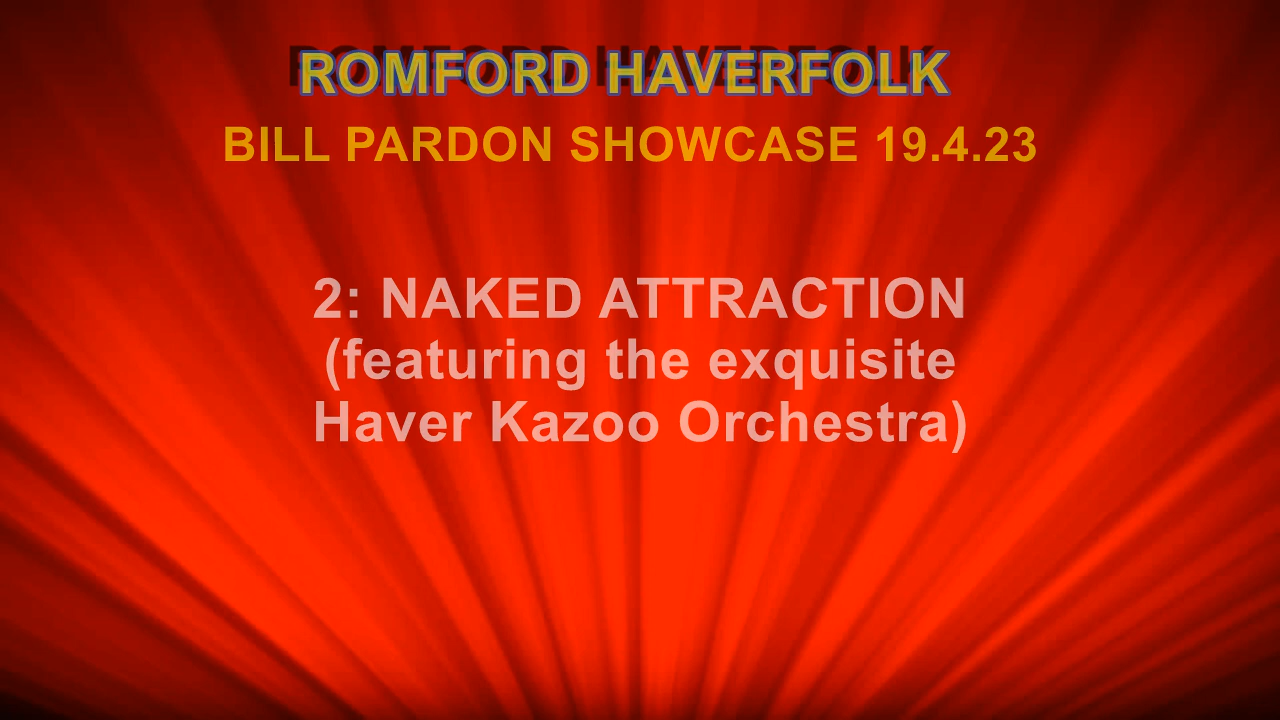 ROMFORD HAVERFOLK
BILL PARDON SHOWCASE 19.4.23
2: NAKED ATTRACTION
(featuring the exquisite
Haver Kazoo Orchestra)